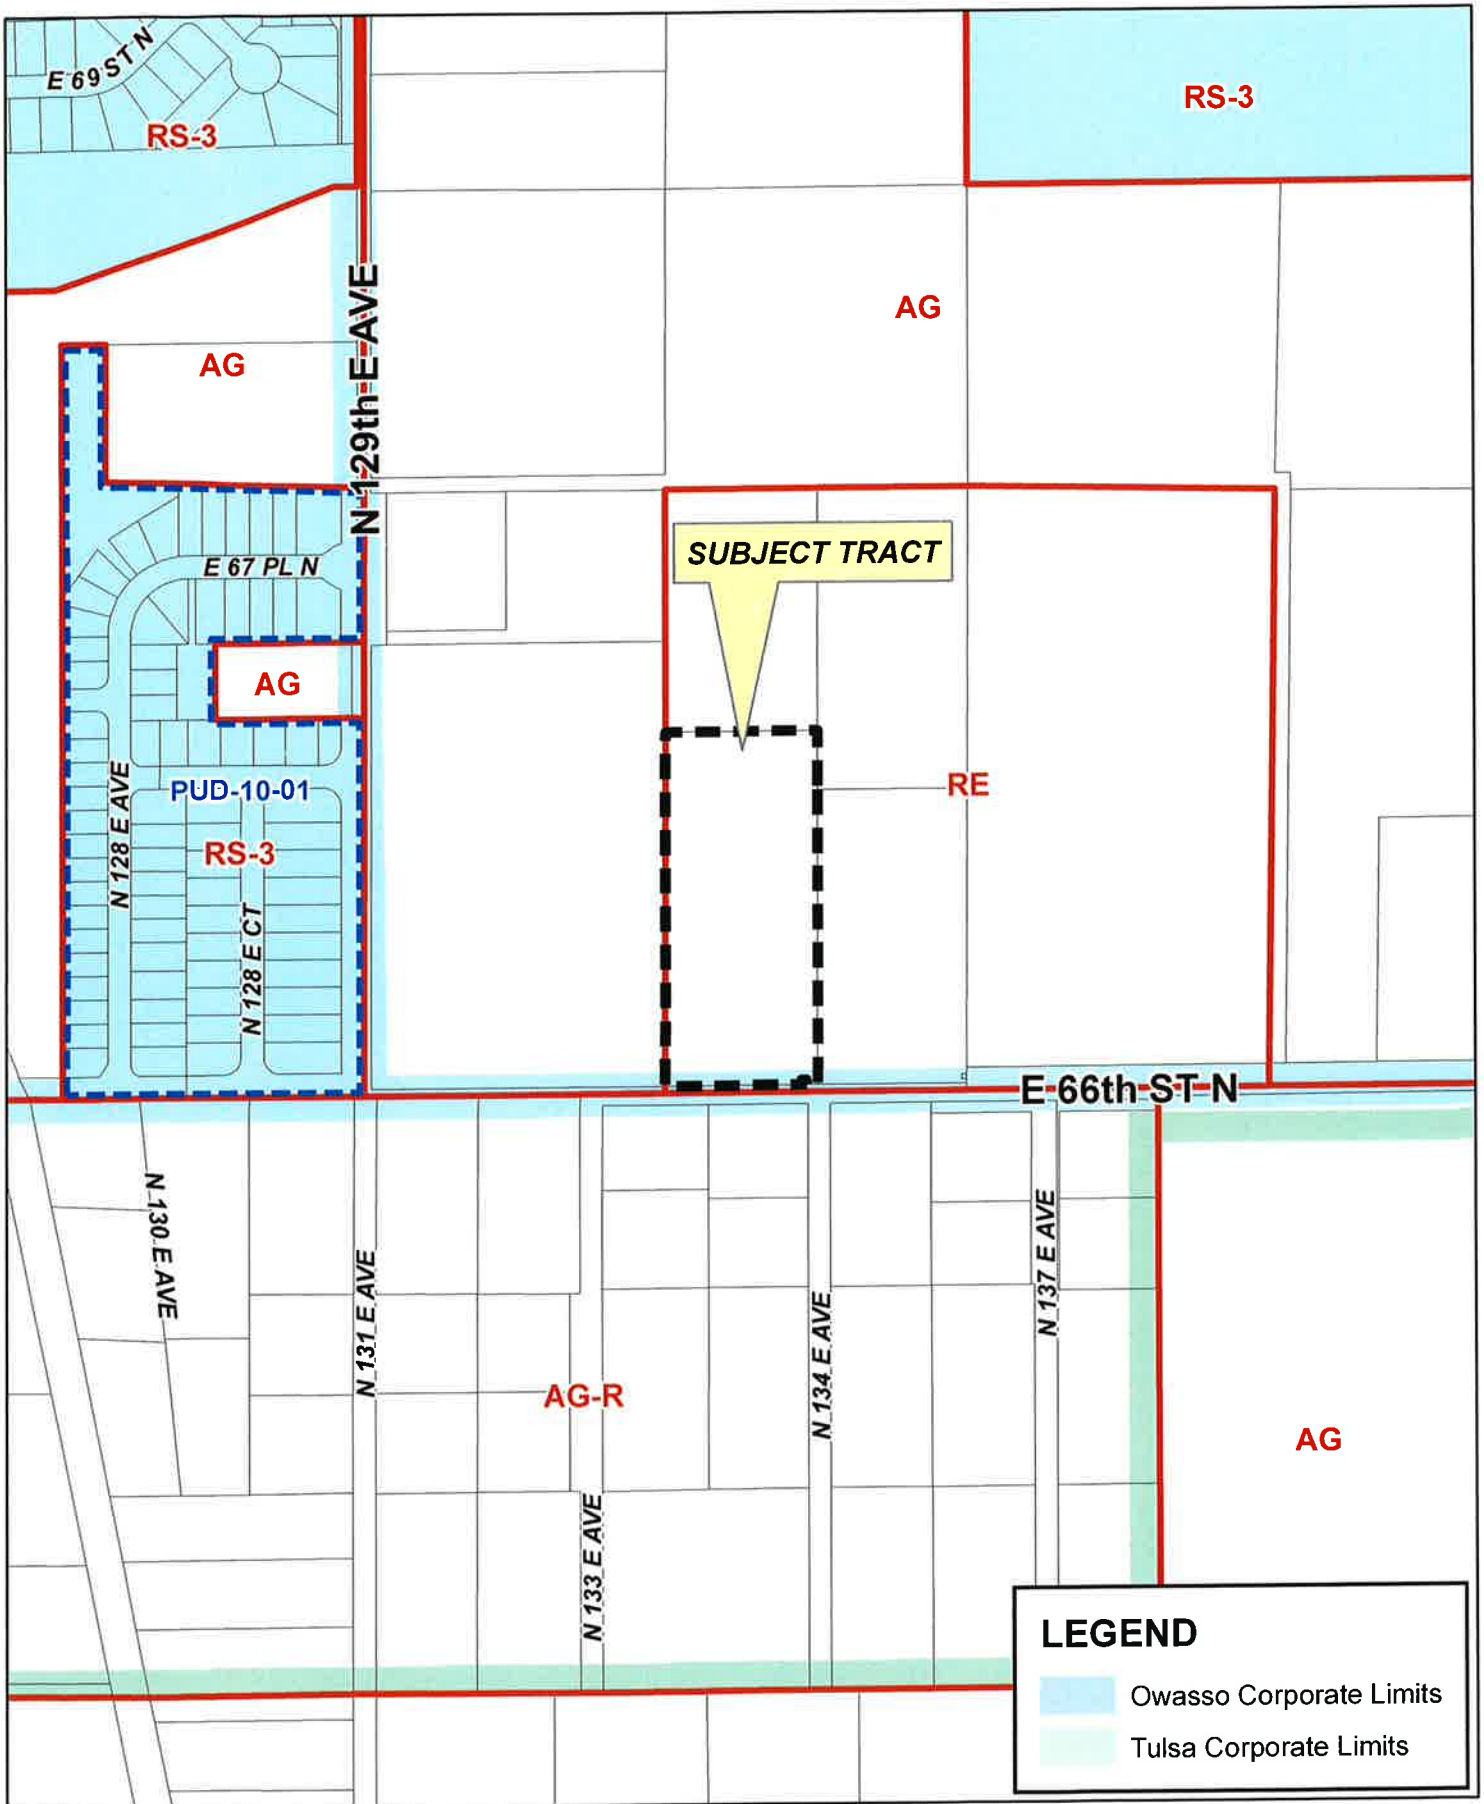 E 69 ST N
RS-3
RS-3
N 129th E AVE
AG
AG
SUBJECT TRACT
E 67 PL N
AG
RE
PUD-10-01
N 128 E AVE
RS-3
N 128 E CT
E 66th ST N
N 130 E AVE
N 131 E AVE
N 137 E AVE
N 134 E AVE
AG-R
AG
N 133 E AVE
LEGEND
Owasso Corporate Limits
Tulsa Corporate Limits